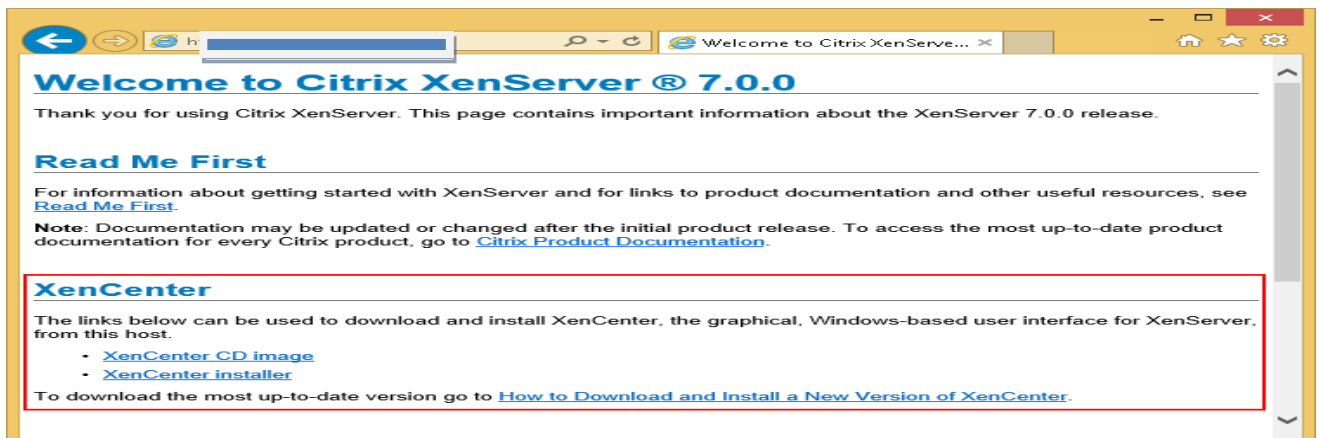 h
Welcome to Citrix XenServe...
Welcome to Citrix XenServer ® 7.0.0
Thank you for using Citrix XenServer. This page contains important information about the XenServer 7.0.0 release.
Read Me First
For information about getting started with XenServer and for links to product documentation and other useful resources, see
Read Me First.
Note: Documentation may be updated or changed after the initial product release. To access the most up-to-date product
documentation for every Citrix product, go to Citrix Product Documentation.
XenCenter
The links below can be used to download and install XenCenter, the graphical, Windows-based user interface for XenServer,
from this host.
• XenCenter CD image
• XenCenter installer
To download the most up-to-date version go to How to Download and Install a New Version of XenCenter.